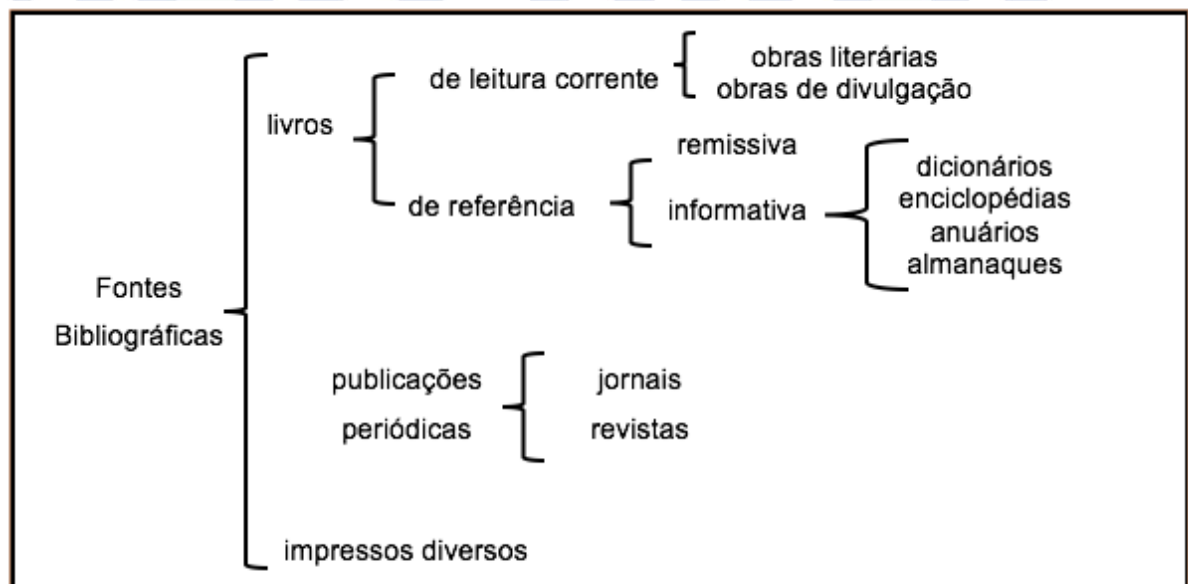 obras literárias
obras de divulgação
de leitura corrente
livros
remissiva
de referência
informativa
dicionários
enciclopédias
anuários
almanaques
Fontes
Bibliográficas
publicações
periódicas
jornais
revistas
impressos diversos